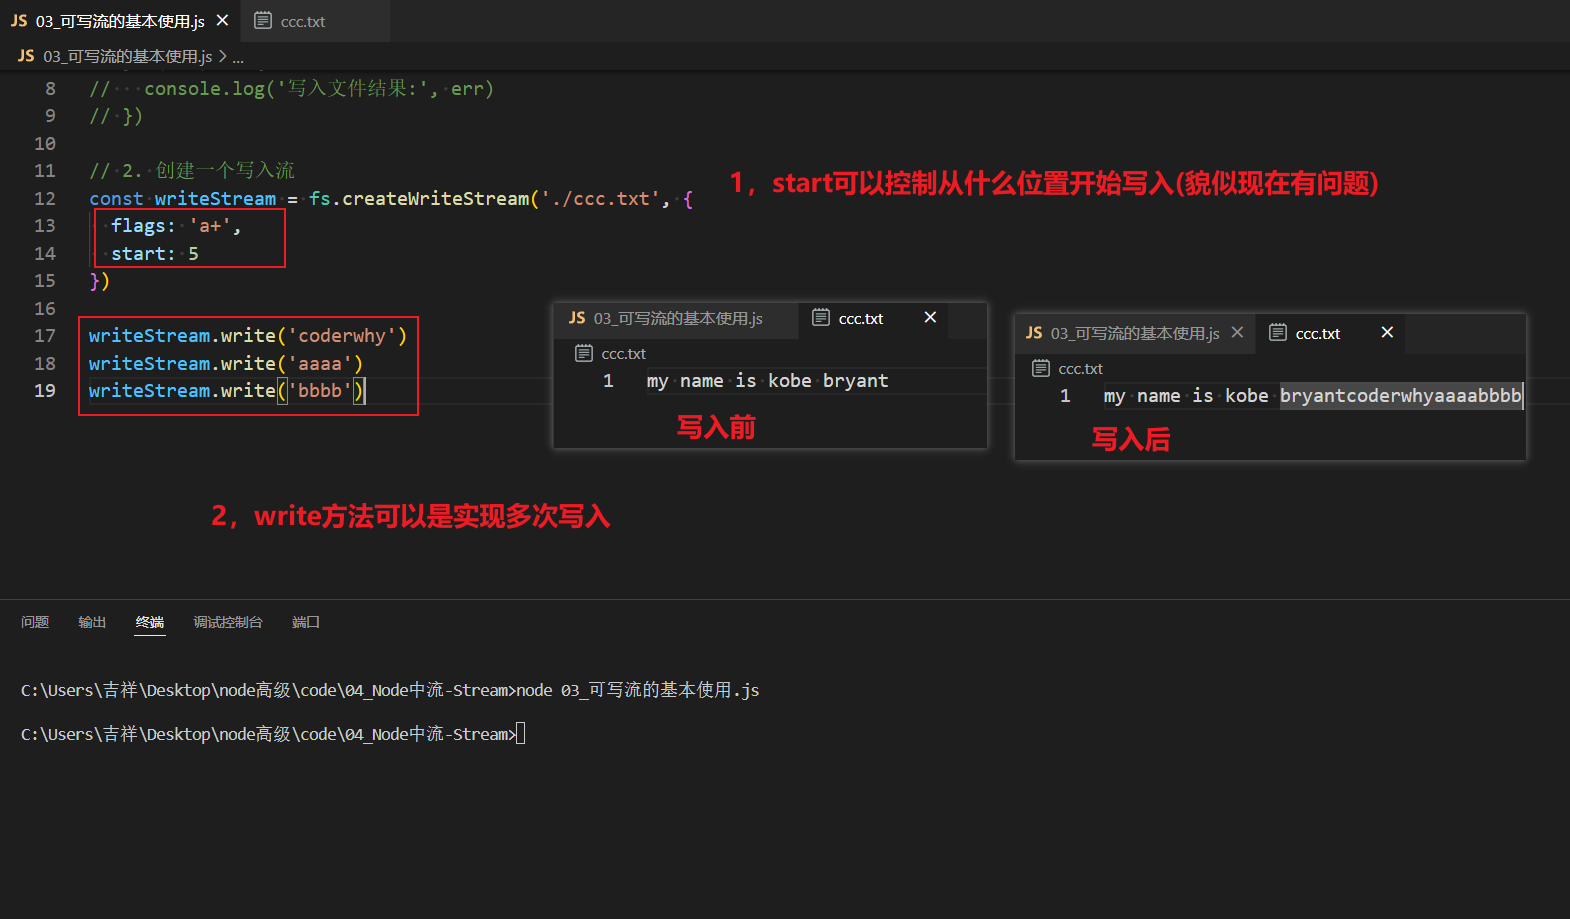 JS 03_可写流的基本使用.js × ccc.txt
JS 03_可写流的基本使用.js > ...
8 // console.log('写入文件结果:', err)
9 // })
10
11 // 2. 创建一个写入流
12 const writeStream = fs.createWriteStream('./ccc.txt', {
13 flags: 'a+',
14 start: 5
15 })
16
17 writeStream.write('coderwhy')
18 writeStream.write('aaaa')
19 writeStream.write('bbbb')
1，start可以控制从什么位置开始写入(貌似现在有问题)
JS 03_可写流的基本使用.js ccc.txt ×
ccc.txt
1 my name is kobe bryant
写入前
JS 03_可写流的基本使用.js × ccc.txt ×
ccc.txt
1 my name is kobe bryantcoderwhyaaaabbbb
写入后
2，write方法可以是实现多次写入
问题 输出 终端 调试控制台 端口
C:\Users\吉祥\Desktop\node高级\code\04_Node中流-Stream>node 03_可写流的基本使用.js
C:\Users\吉祥\Desktop\node高级\code\04_Node中流-Stream>